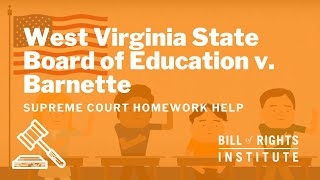 West Virginia State
Board of Education v.
Barnette
SUPREME COURT HOMEWORK HELP
BILL of RIGHTS
INSTITUTE